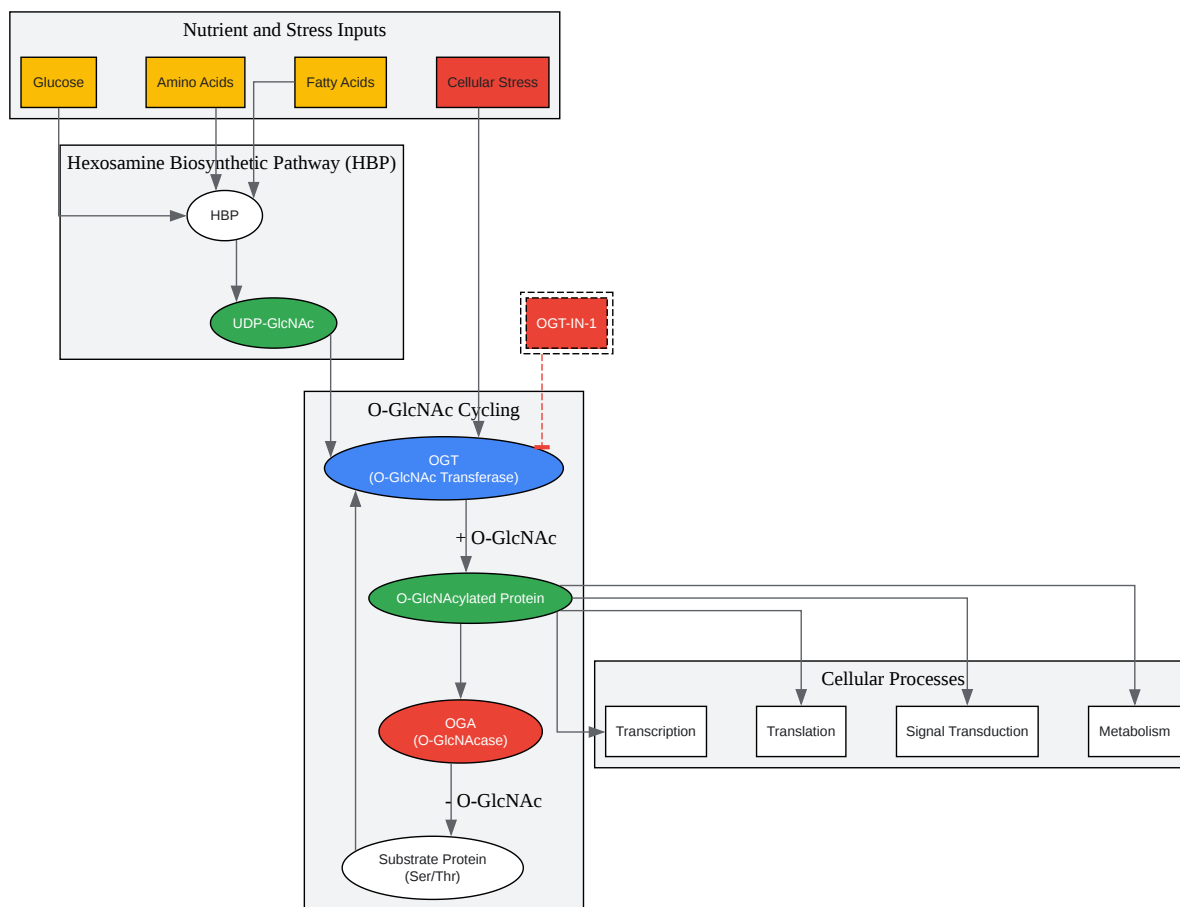 Nutrient and Stress Inputs
Glucose
Amino Acids
Fatty Acids
Cellular Stress
Hexosamine Biosynthetic Pathway (HBP)
HBP
UDP-GlcNAc
OGT-IN-1
O-GlcNAc Cycling
OGT
(O-GlcNAc Transferase)
+ O-GlcNAc
O-GlcNAcylated Protein
Cellular Processes
OGA
(O-GlcNAcase)
Transcription
Translation
Signal Transduction
Metabolism
- O-GlcNAc
Substrate Protein
(Ser/Thr)